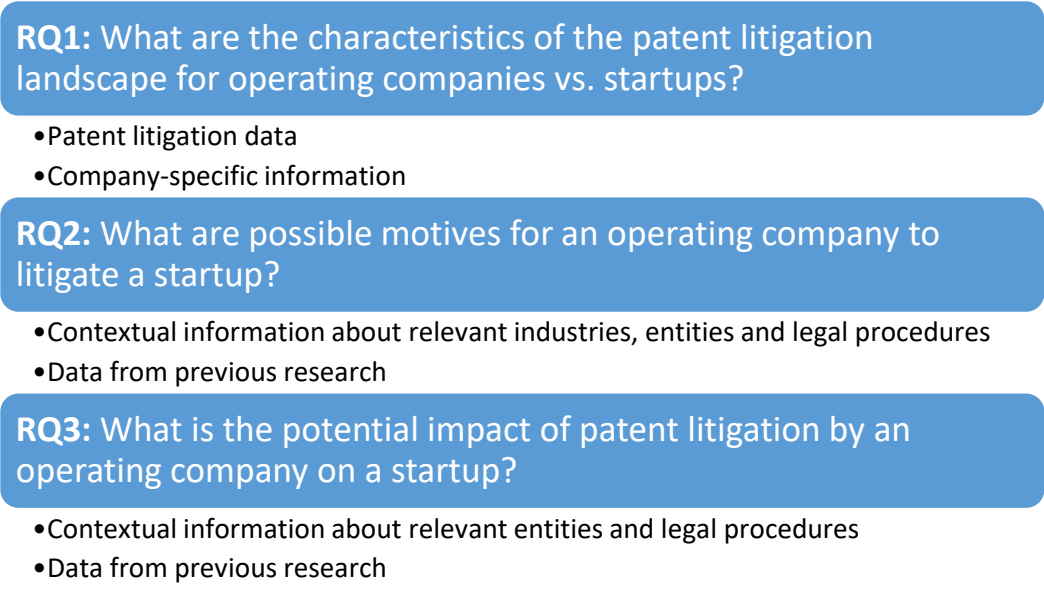 RQ1: What are the characteristics of the patent litigation
landscape for operating companies vs. startups?
•Patent litigation data
•Company-specific information
RQ2: What are possible motives for an operating company to
litigate a startup?
•Contextual information about relevant industries, entities and legal procedures
•Data from previous research
RQ3: What is the potential impact of patent litigation by an
operating company on a startup?
•Contextual information about relevant entities and legal procedures
•Data from previous research